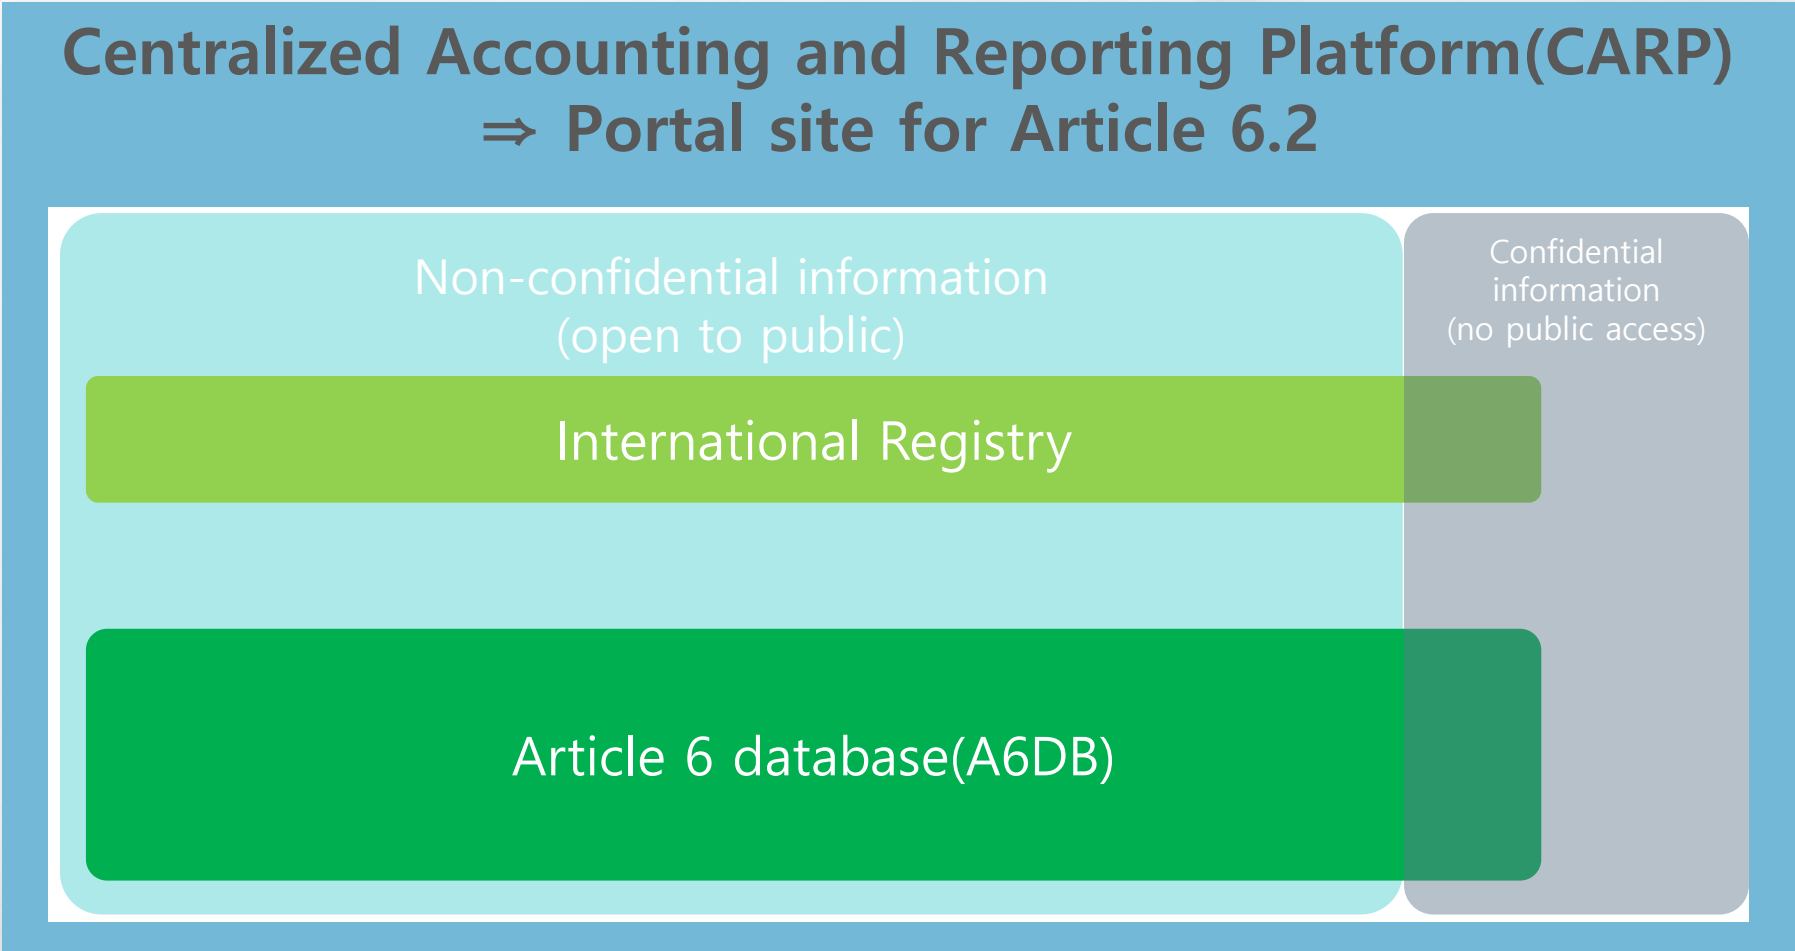 Centralized Accounting and Reporting Platform(CARP)
⇒ Portal site for Article 6.2
Non-confidential information
(open to public)
Confidential
information
(no public access)
International Registry
Article 6 database(A6DB)